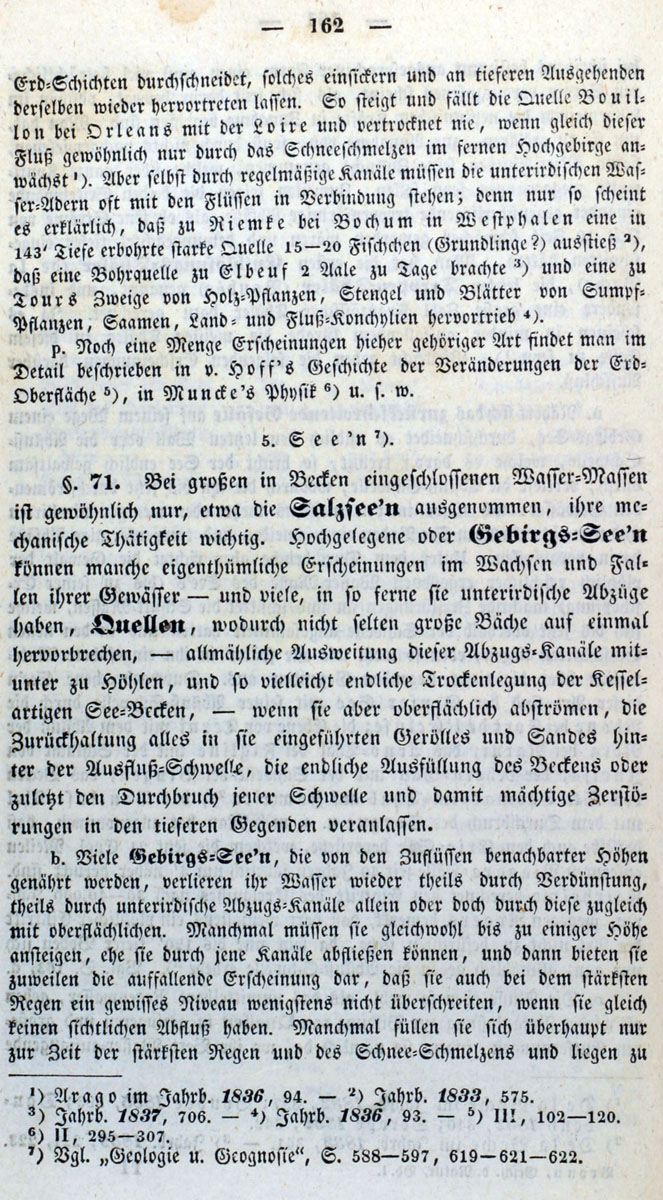 — 162 —
Erd-Schichten durchschneidet, solches einsickern und an tieferen Ausgehenden
derselben wieder hervortreten lassen. So steigt und fällt die Quelle Bouil-
lon bei Orleans mit der Loire und vertrocknet nie, wenn gleich dieser
Fluß gewöhnlich nur durch das Schneeschmelzen im fernen Hochgebirge an-
wächst ¹). Aber selbst durch regelmäßige Kanäle müssen die unterirdischen Was-
ser-Adern oft mit den Flüssen in Verbindung stehen; denn nur so scheint
es erklärlich, daß zu Riemke bei Bochum in Westphalen eine in
143′ Tiefe erbohrte starke Quelle 15—20 Fischchen (Grundlinge?) ausstieß ²),
daß eine Bohrquelle zu Elbeuf 2 Aale zu Tage brachte ³) und eine zu
Tours Zweige von Holz-Pflanzen, Stengel und Blätter von Sumpf-
Pflanzen, Saamen, Land- und Fluß-Konchylien hervortrieb ⁴).
p. Noch eine Menge Erscheinungen hieher gehöriger Art findet man im
Detail beschrieben in v. Hoff's Geschichte der Veränderungen der Erd-
Oberfläche ⁵), in Muncke's Physik ⁶) u. s. w.
5. See'n ⁷).
§. 71. Bei großen in Becken eingeschlossenen Wasser-Massen
ist gewöhnlich nur, etwa die Salzsee'n ausgenommen, ihre me-
chanische Thätigkeit wichtig. Hochgelegene oder Gebirgs-See'n
können manche eigenthümliche Erscheinungen im Wachsen und Fal-
len ihrer Gewässer — und viele, in so ferne sie unterirdische Abzüge
haben, Quellen, wodurch nicht selten große Bäche auf einmal
hervorbrechen, — allmähliche Ausweitung dieser Abzugs-Kanäle mit-
unter zu Höhlen, und so vielleicht endliche Trockenlegung der Kessel-
artigen See-Becken, — wenn sie aber oberflächlich abströmen, die
Zurückhaltung alles in sie eingeführten Gerölles und Sandes hin-
ter der Ausfluß-Schwelle, die endliche Ausfüllung des Beckens oder
zuletzt den Durchbruch jener Schwelle und damit mächtige Zerstö-
rungen in den tieferen Gegenden veranlassen.
b. Viele Gebirgs-See'n, die von den Zuflüssen benachbarter Höhen
genährt werden, verlieren ihr Wasser wieder theils durch Verdünstung,
theils durch unterirdische Abzugs-Kanäle allein oder doch durch diese zugleich
mit oberflächlichen. Manchmal müssen sie gleichwohl bis zu einiger Höhe
ansteigen, ehe sie durch jene Kanäle abfließen können, und dann bieten sie
zuweilen die auffallende Erscheinung dar, daß sie auch bei dem stärksten
Regen ein gewisses Niveau wenigstens nicht überschreiten, wenn sie gleich
keinen sichtlichen Abfluß haben. Manchmal füllen sie sich überhaupt nur
zur Zeit der stärksten Regen und des Schnee-Schmelzens und liegen zu
¹) Arago im Jahrb. 1836, 94. — ²) Jahrb. 1833, 575.
³) Jahrb. 1837, 706. — ⁴) Jahrb. 1836, 93. — ⁵) III, 102—120.
⁶) II, 295—307.
⁷) Vgl. „Geologie u. Geognosie“, S. 588—597, 619—621—622.